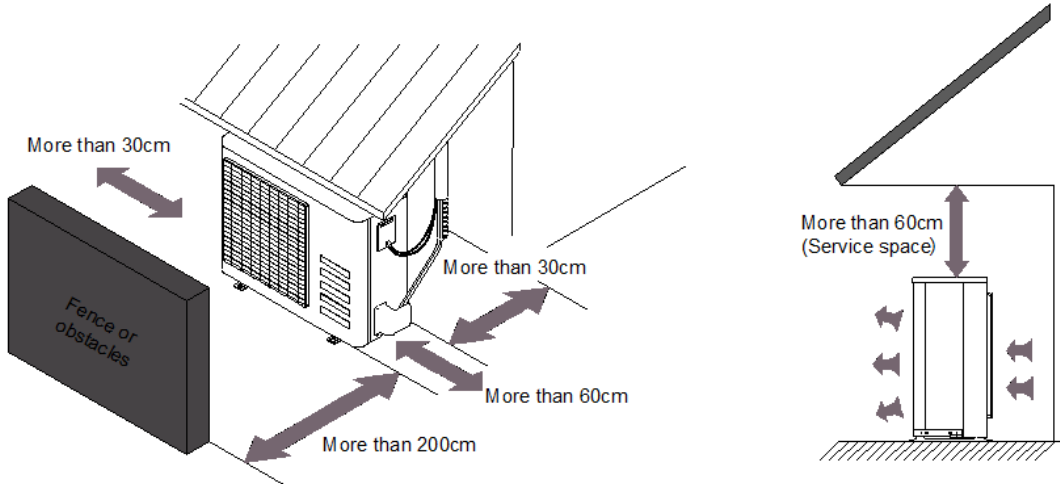 More than 30cm
Fence or
obstacles
More than 30cm
More than 60cm
More than 200cm
More than 60cm
(Service space)